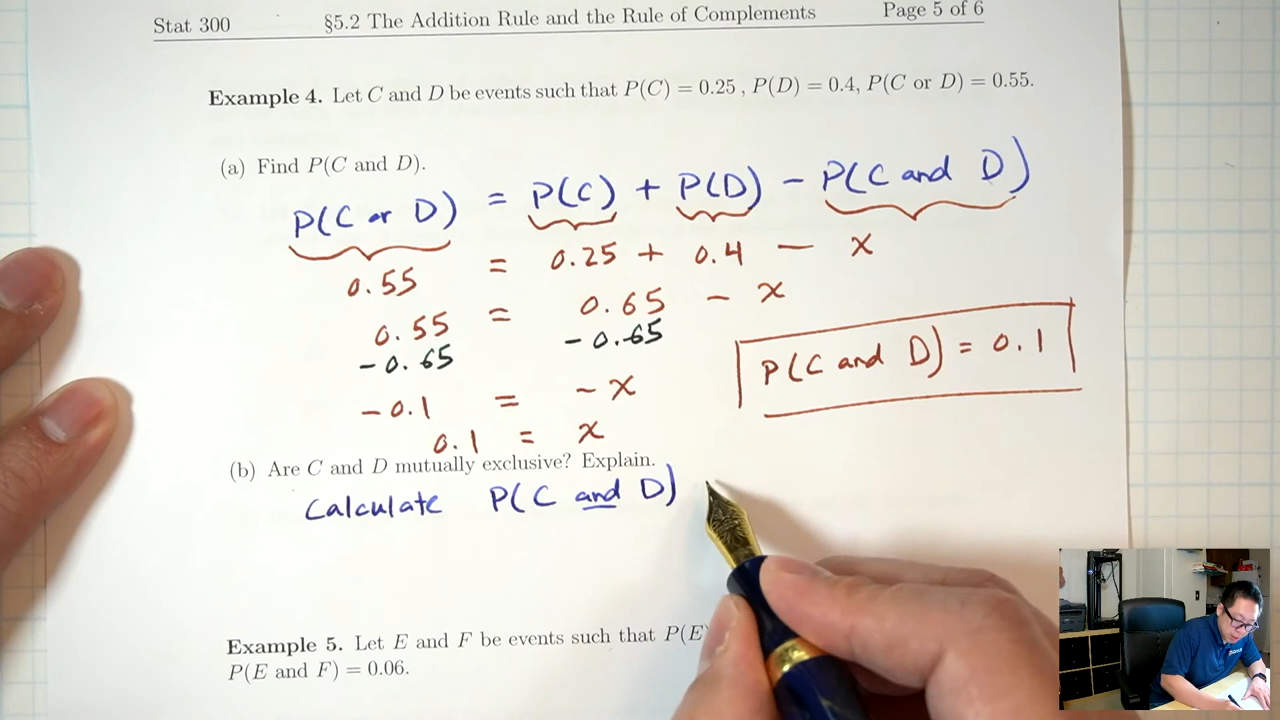 Stat 300 §5.2 The Addition Rule and the Rule of Complements Page 5 of 6
Example 4. Let C and D be events such that P(C) = 0.25 , P(D) = 0.4, P(C or D) = 0.55.
(a) Find P(C and D).
P(C or D) = P(C) + P(D) - P(C and D)
0.55 = 0.25 + 0.4 - x
0.55 = 0.65 - x
-0.65 -0.65
P(C and D) = 0.1
-0.1 = -x
0.1 = x
(b) Are C and D mutually exclusive? Explain.
Calculate P(C and D)
Example 5. Let E and F be events such that P(E
P(E and F) = 0.06.